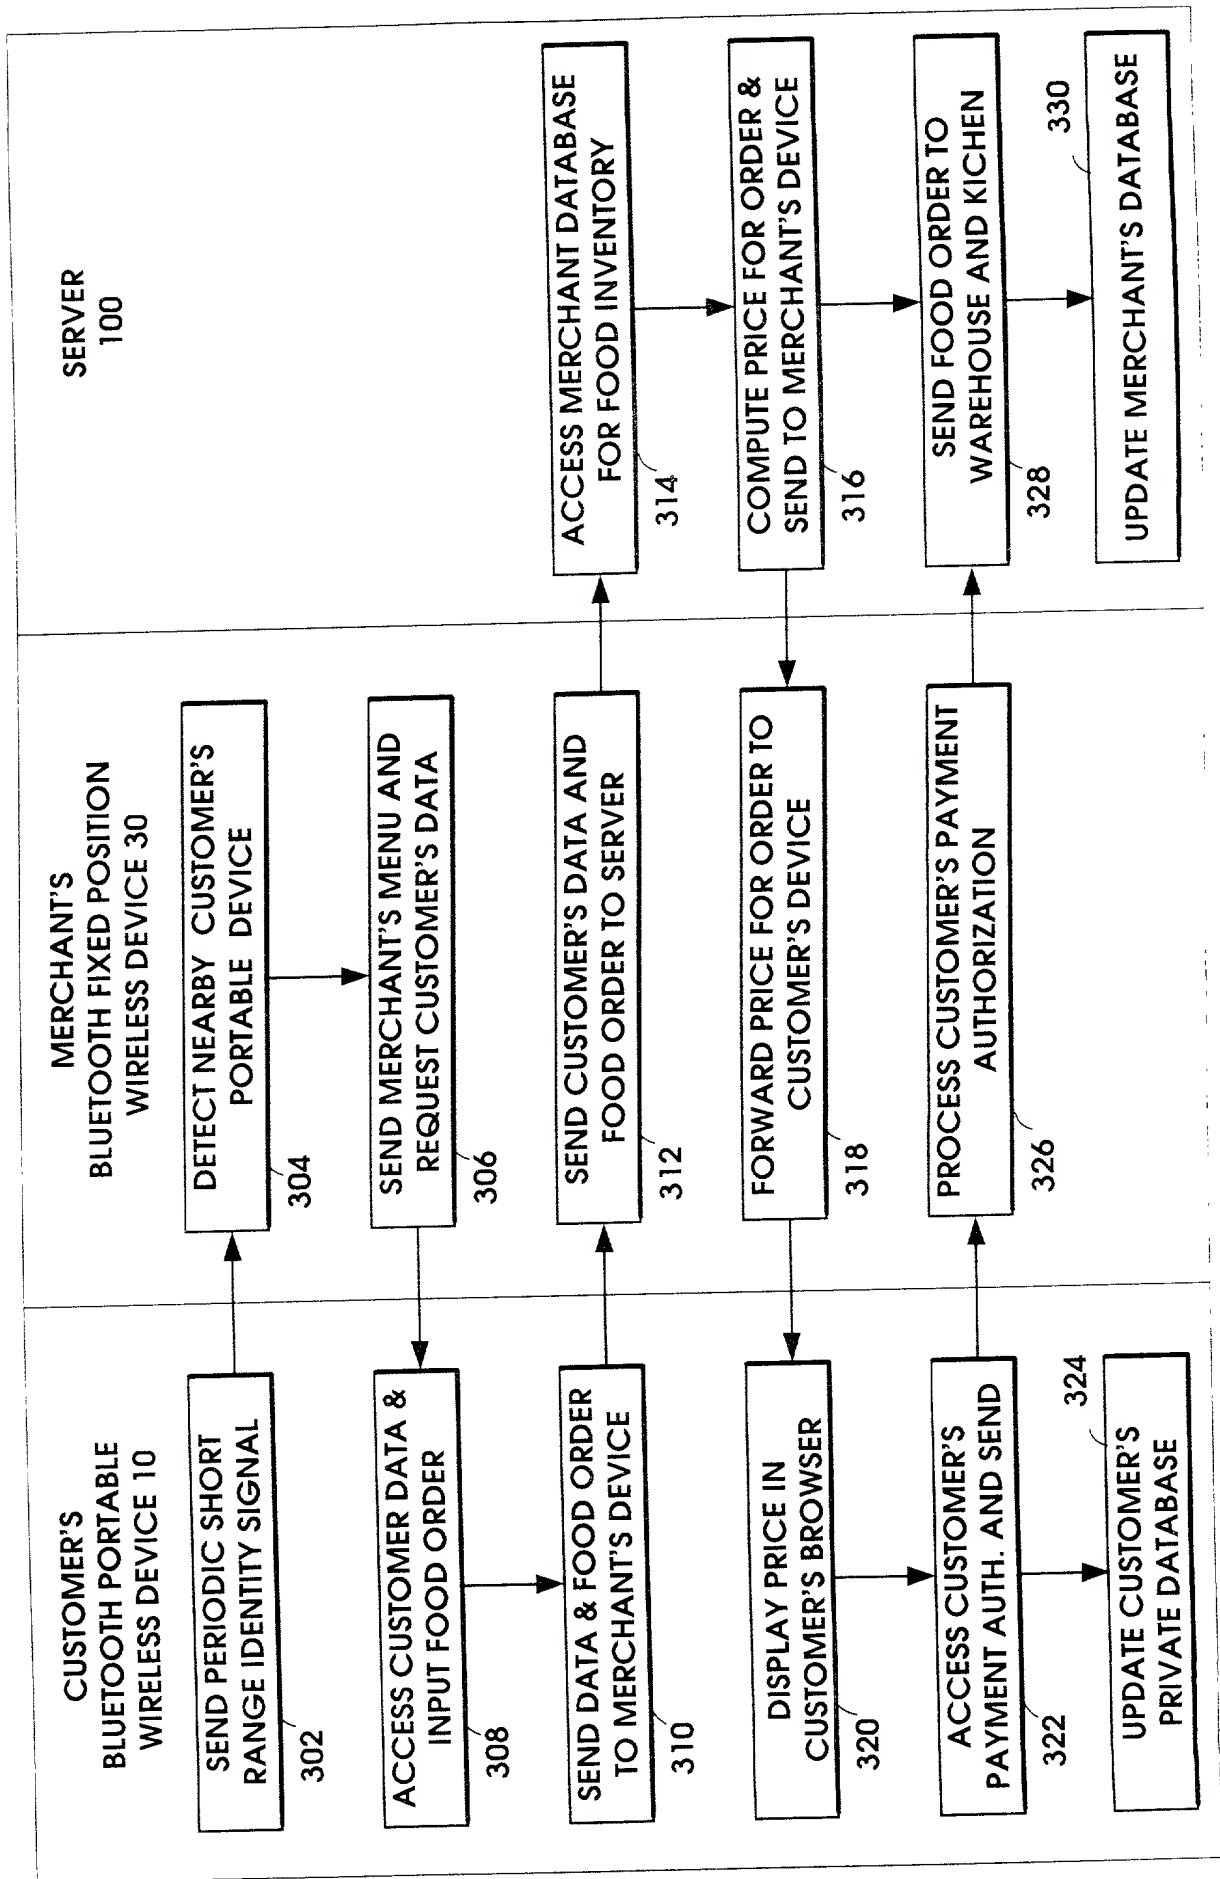 CUSTOMER'S
BLUETOOTH PORTABLE
WIRELESS DEVICE 10
MERCHANT'S
BLUETOOTH FIXED POSITION
WIRELESS DEVICE 30
SERVER
100
SEND PERIODIC SHORT
RANGE IDENTITY SIGNAL
302
DETECT NEARBY CUSTOMER'S
PORTABLE DEVICE
304
SEND MERCHANT'S MENU AND
REQUEST CUSTOMER'S DATA
306
ACCESS CUSTOMER DATA &
INPUT FOOD ORDER
308
SEND DATA & FOOD ORDER
TO MERCHANT'S DEVICE
310
SEND CUSTOMER'S DATA AND
FOOD ORDER TO SERVER
312
ACCESS MERCHANT DATABASE
FOR FOOD INVENTORY
314
COMPUTE PRICE FOR ORDER &
SEND TO MERCHANT'S DEVICE
316
FORWARD PRICE FOR ORDER TO
CUSTOMER'S DEVICE
318
DISPLAY PRICE IN
CUSTOMER'S BROWSER
320
ACCESS CUSTOMER'S
PAYMENT AUTH. AND SEND
322
324
UPDATE CUSTOMER'S
PRIVATE DATABASE
PROCESS CUSTOMER'S PAYMENT
AUTHORIZATION
326
SEND FOOD ORDER TO
WAREHOUSE AND KICHEN
328
330
UPDATE MERCHANT'S DATABASE